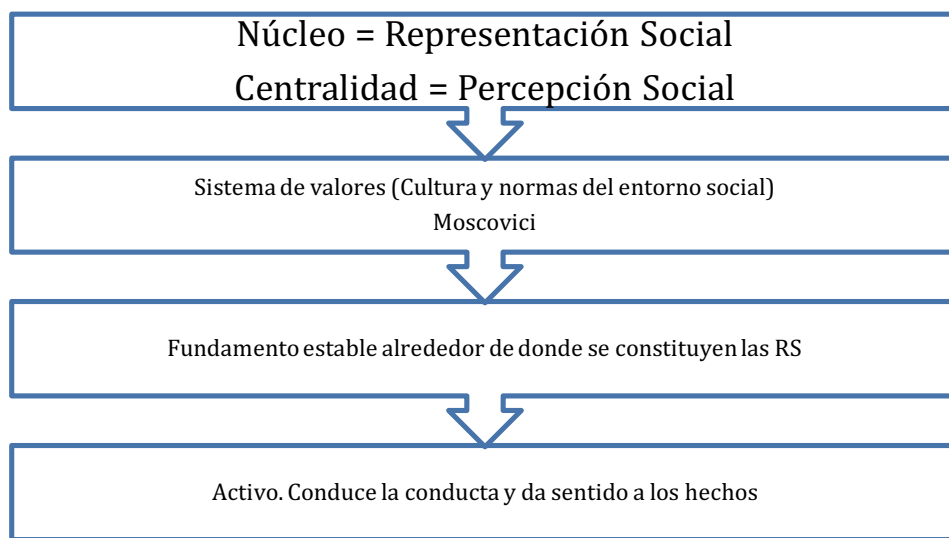 Núcleo = Representación Social
Centralidad = Percepción Social
Sistema de valores (Cultura y normas del entorno social)
Moscovici
Fundamento estable alrededor de donde se constituyen las RS
Activo. Conduce la conducta y da sentido a los hechos